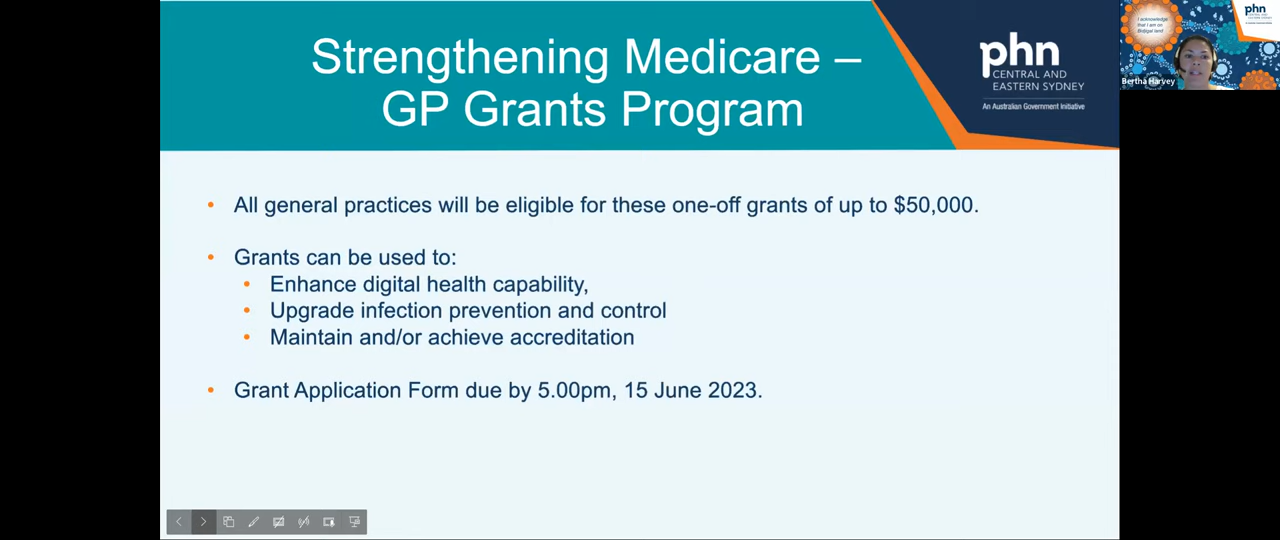 Strengthening Medicare –
GP Grants Program
phn
CENTRAL AND
EASTERN SYDNEY
An Australian Government Initiative
• All general practices will be eligible for these one-off grants of up to $50,000.
• Grants can be used to:
• Enhance digital health capability,
• Upgrade infection prevention and control
• Maintain and/or achieve accreditation
• Grant Application Form due by 5.00pm, 15 June 2023.
I acknowledge
that I am on
Bidjigal land
phn
Bertha Harvey